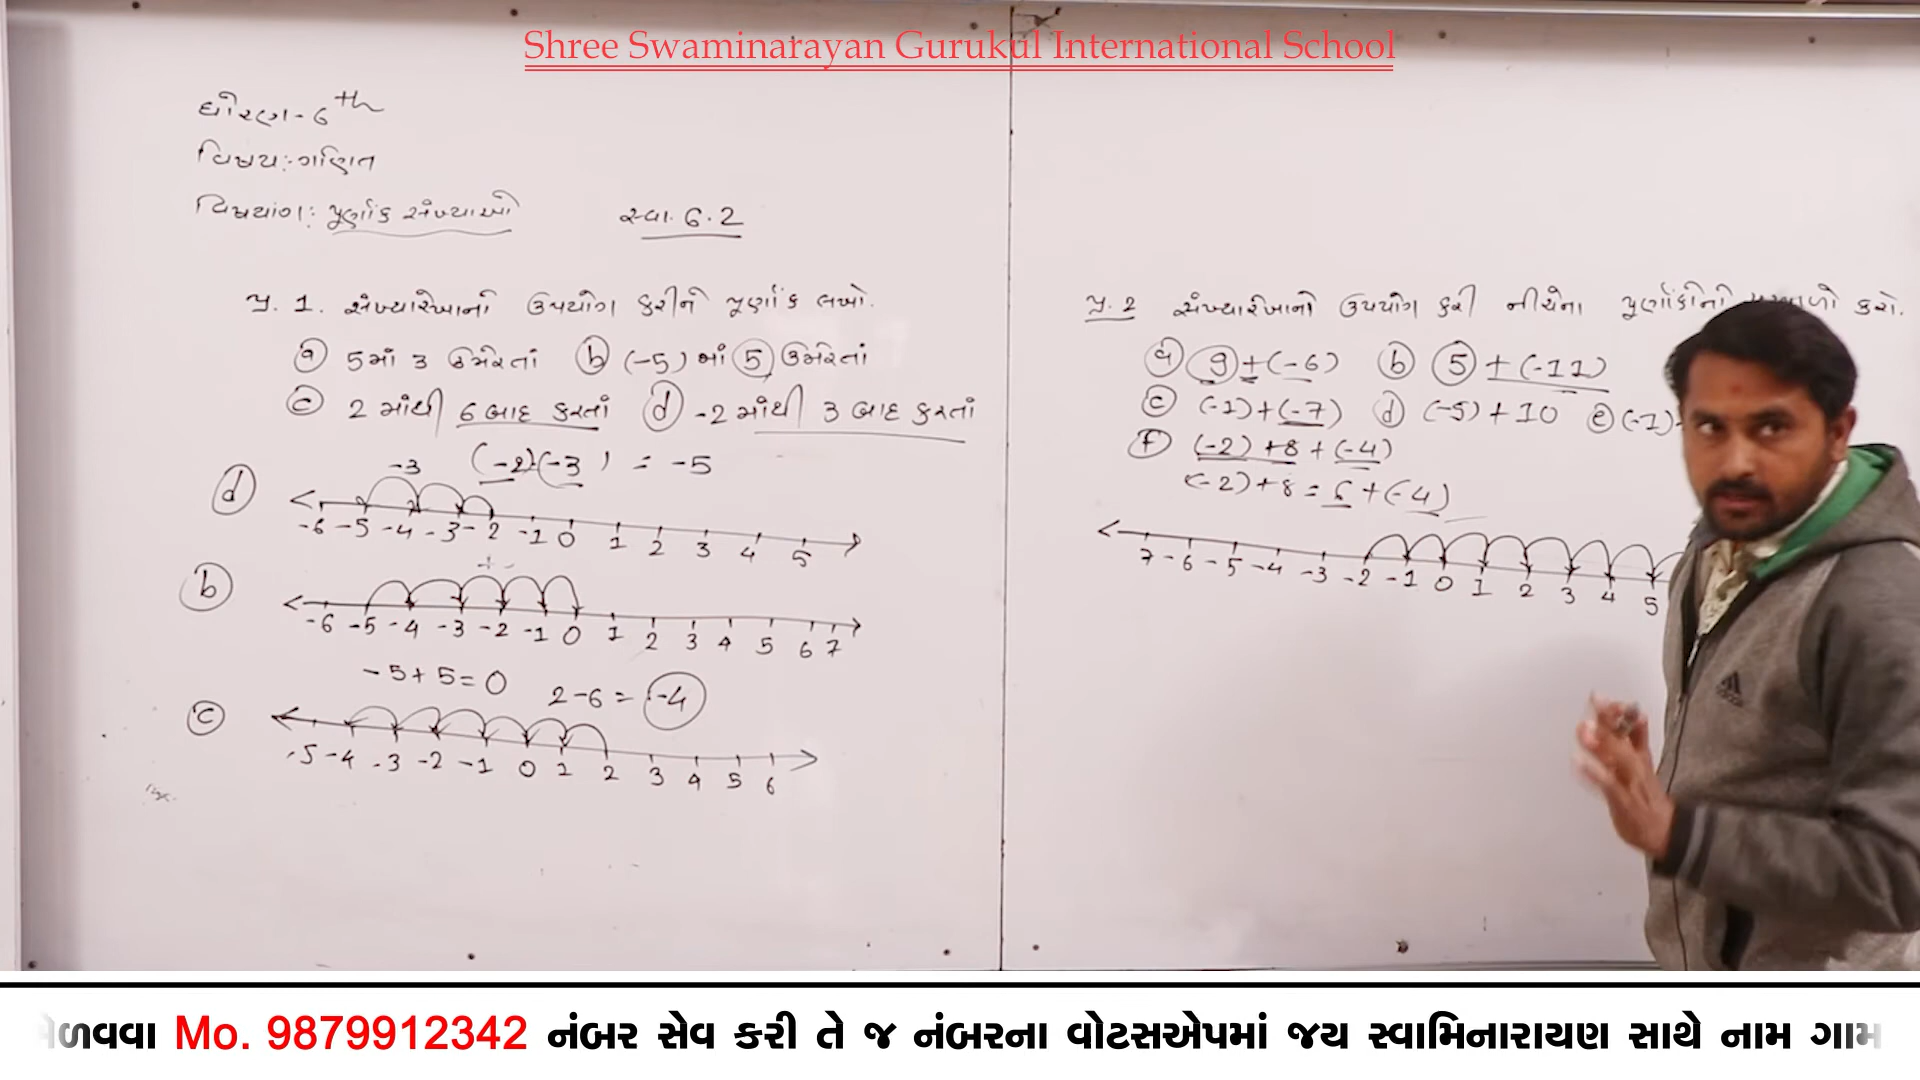 Shree Swaminarayan Gurukul International School
ધોરણ - 6th
વિષય :- ગણિત
વિષયાંગ : પૂર્ણાંક સંખ્યાઓ સ્વા. 6.2
પ્ર. 1. સંખ્યારેખાનો ઉપયોગ કરીને પૂર્ણાંક લખો.
(a) 5માં 3 ઉમેરતાં (b) (-5) માં 5 ઉમેરતાં
(c) 2 માંથી 6 બાદ કરતાં (d) -2 માંથી 3 બાદ કરતાં
(-2)(-3) = -5
-3
(d)
-6 -5 -4 -3 -2 -1 0 1 2 3 4 5
(b)
-6 -5 -4 -3 -2 -1 0 1 2 3 4 5 6 7
-5+5=0 2-6 = -4
(c)
-5 -4 -3 -2 -1 0 1 2 3 4 5 6
પ્ર. 2 સંખ્યારેખાનો ઉપયોગ કરી નીચેના પૂર્ણાંકોનો કરો.
(a) 9+(-6) (b) 5+(-11)
(c) (-1)+(-7) (d) (-5)+10 (e) (-1)
(f) (-2)+8+(-4)
(-2)+8 = 6+(-4)
7 -6 -5 -4 -3 -2 -1 0 1 2 3 4 5
Mo. 9879912342 નંબર સેવ કરી તે જ નંબરના વોટસએપમાં જય સ્વામિનારાયણ સાથે નામ ગામ